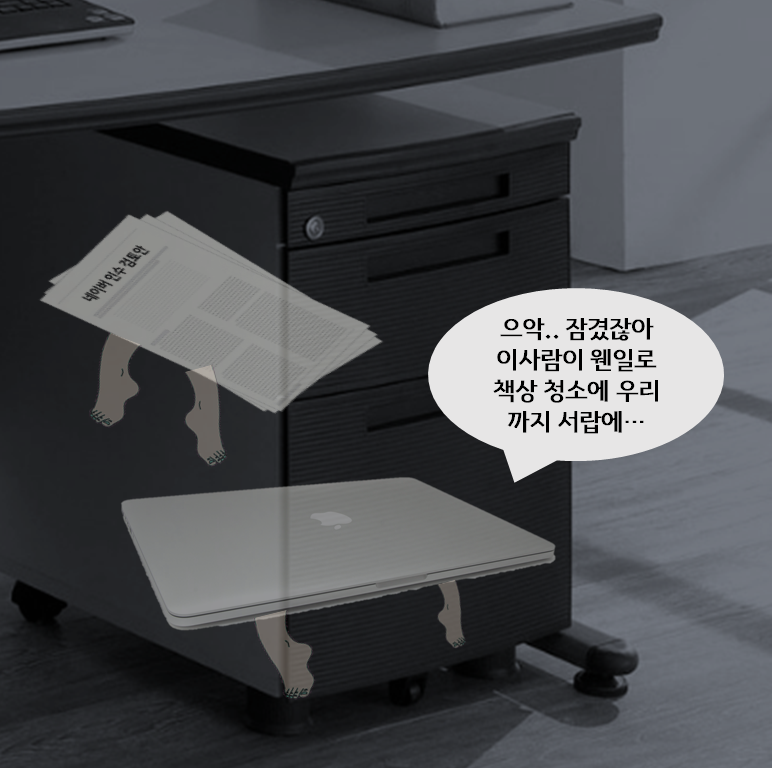 네이버 인수 검토안
으악.. 잠겼잖아
이사람이 웬일로
책상 청소에 우리
까지 서랍에…